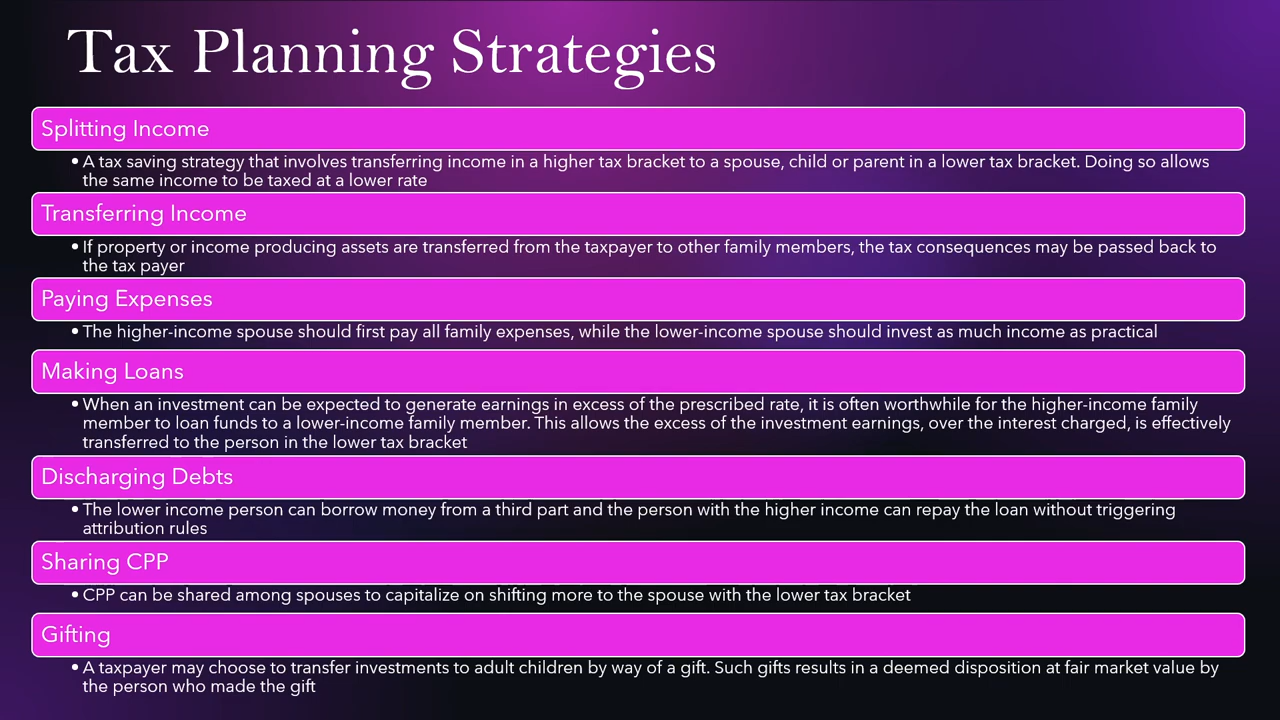 Tax Planning Strategies
Splitting Income
• A tax saving strategy that involves transferring income in a higher tax bracket to a spouse, child or parent in a lower tax bracket. Doing so allows
the same income to be taxed at a lower rate
Transferring Income
• If property or income producing assets are transferred from the taxpayer to other family members, the tax consequences may be passed back to
the tax payer
Paying Expenses
• The higher-income spouse should first pay all family expenses, while the lower-income spouse should invest as much income as practical
Making Loans
• When an investment can be expected to generate earnings in excess of the prescribed rate, it is often worthwhile for the higher-income family
member to loan funds to a lower-income family member. This allows the excess of the investment earnings, over the interest charged, is effectively
transferred to the person in the lower tax bracket
Discharging Debts
• The lower income person can borrow money from a third part and the person with the higher income can repay the loan without triggering
attribution rules
Sharing CPP
• CPP can be shared among spouses to capitalize on shifting more to the spouse with the lower tax bracket
Gifting
• A taxpayer may choose to transfer investments to adult children by way of a gift. Such gifts results in a deemed disposition at fair market value by
the person who made the gift